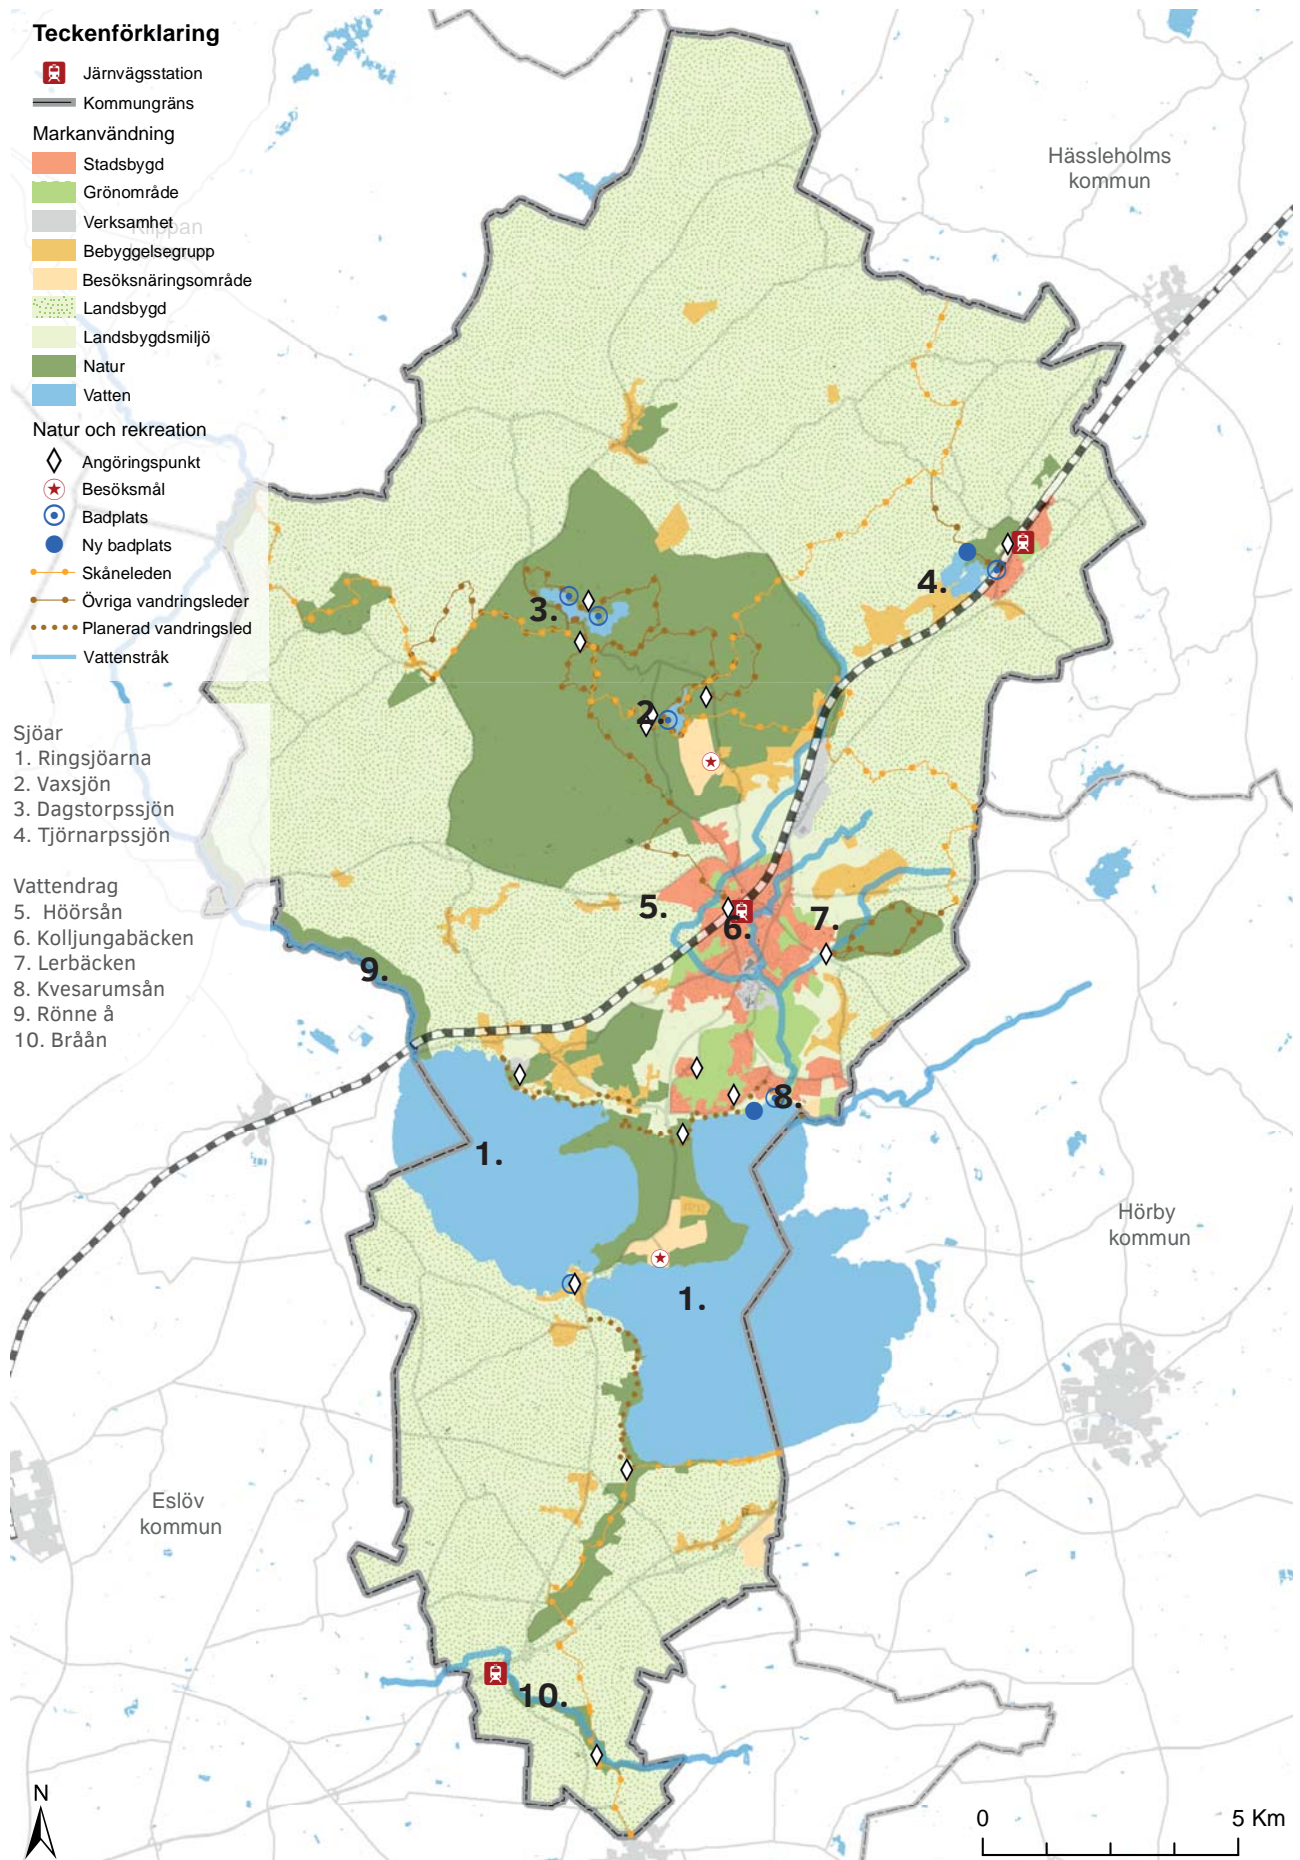 Teckenförklaring
Järnvägsstation
Kommungräns
Markanvändning
Stadsbygd
Grönområde
Verksamhet
Klippan
Bebyggelsegrupp
Besöksnäringsområde
Landsbygd
Landsbygdsmiljö
Natur
Vatten
Natur och rekreation
Angöringspunkt
Besöksmål
Badplats
Ny badplats
Skåneleden
Övriga vandringsleder
Planerad vandringsled
Vattenstråk
Sjöar
1. Ringsjöarna
2. Vaxsjön
3. Dagstorpssjön
4. Tjörnarpssjön
Vattendrag
5. Höörsån
6. Kolljungabäcken
7. Lerbäcken
8. Kvesarumsån
9. Rönne å
10. Bråån
Hässleholms
kommun
4.
3.
2.
5.
6.
7.
9.
8.
1.
Hörby
kommun
1.
Eslöv
kommun
10.
N
0 5 Km